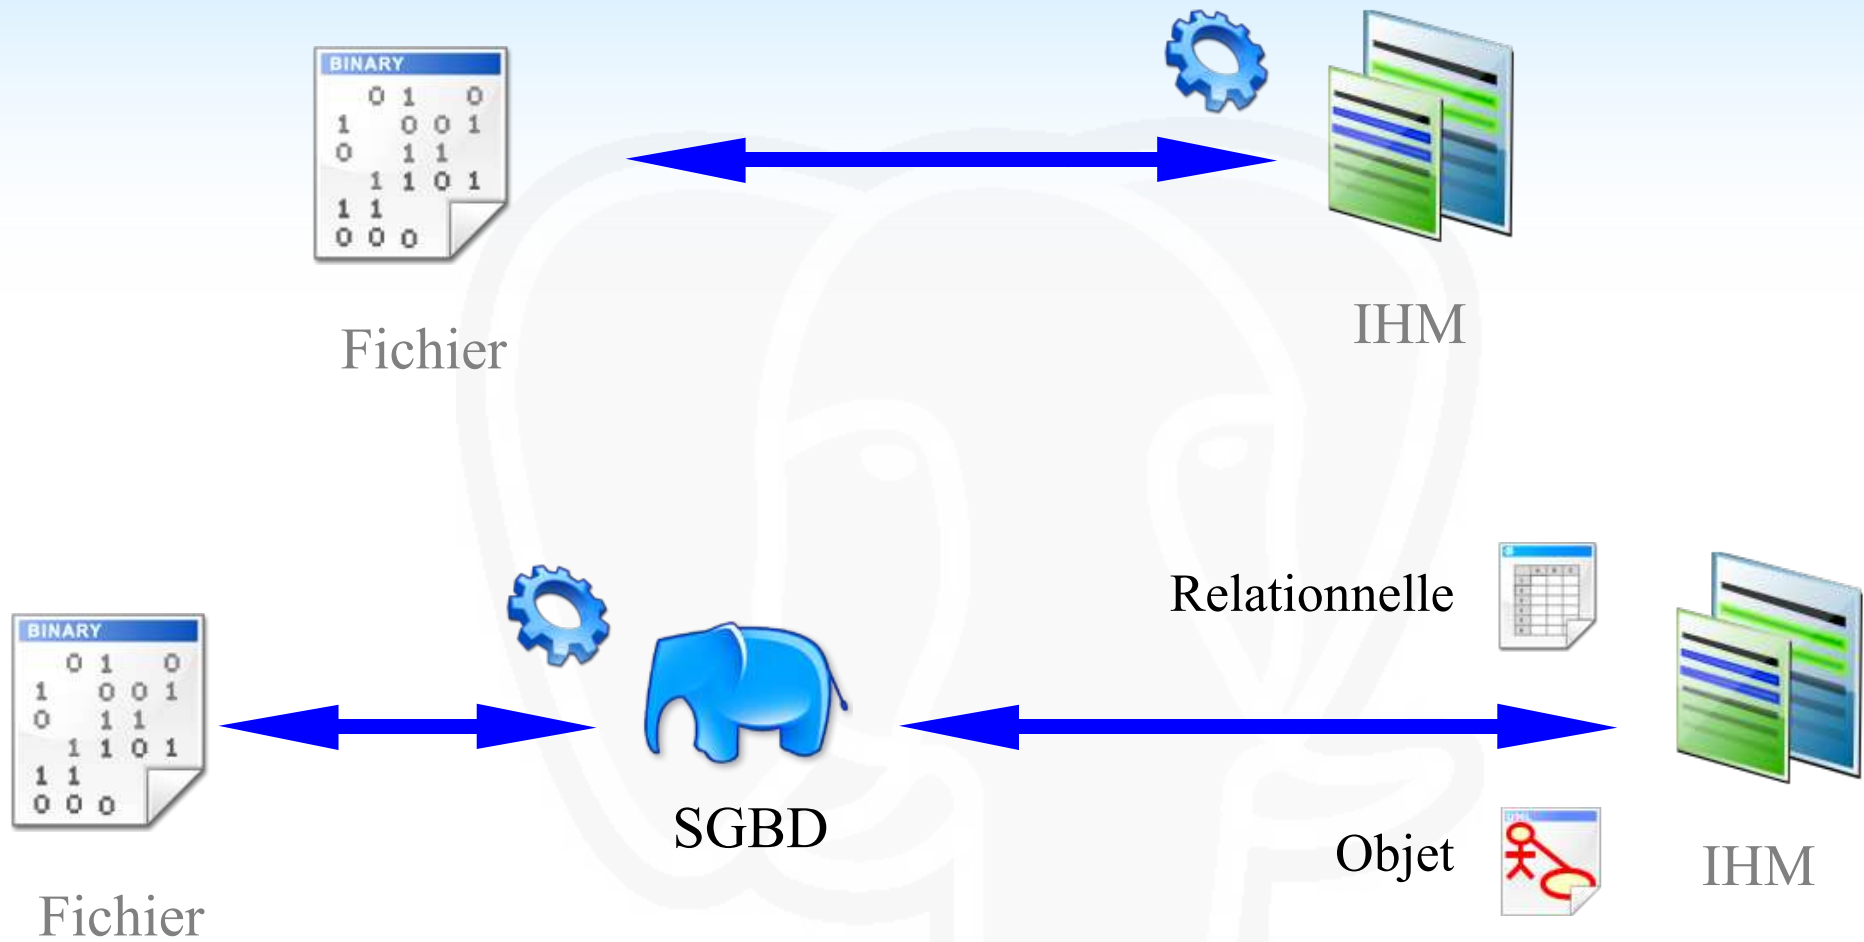 BINARY
0 1 0
1 0 0 1
0 1 1
1 1 0 1
1 1
0 0 0
Fichier
IHM
Relationnelle
BINARY
0 1 0
1 0 0 1
0 1 1
1 1 0 1
1 1
0 0 0
SGBD
Objet
IHM
Fichier